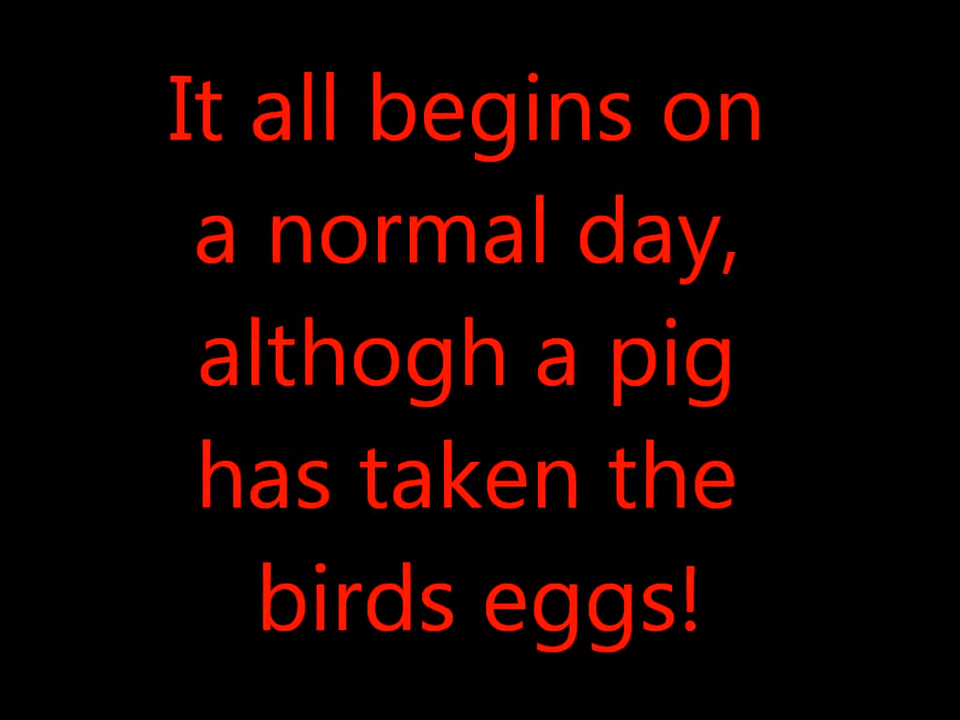 It all begins on
a normal day,
althogh a pig
has taken the
birds eggs!